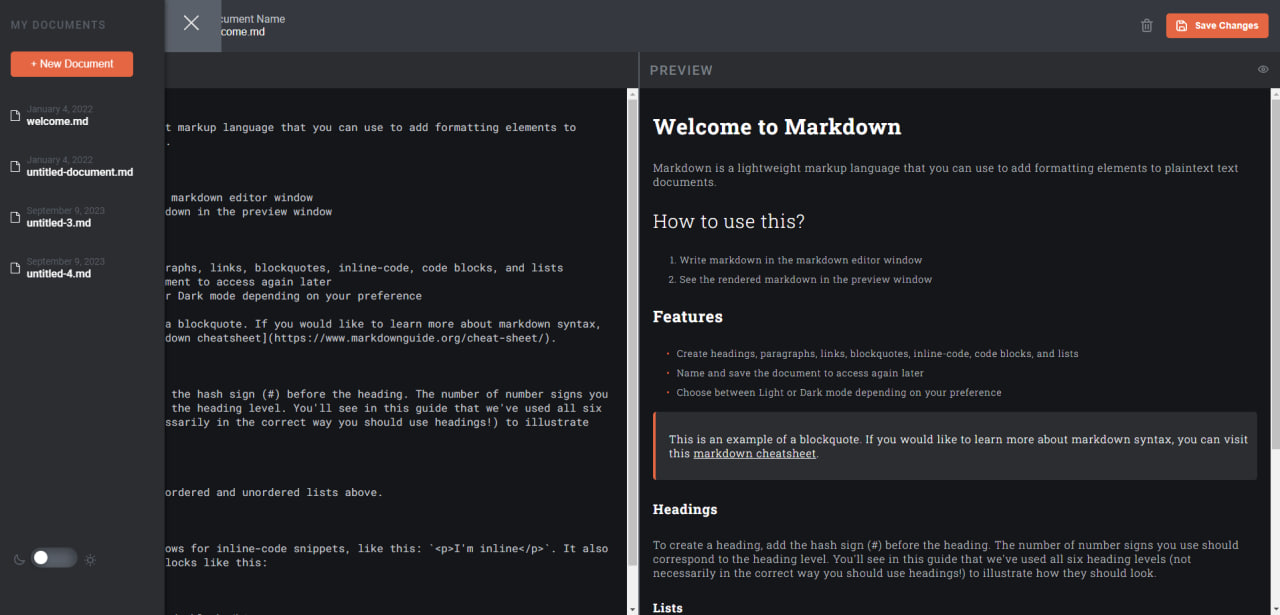 MY DOCUMENTS
+ New Document
January 4, 2022
welcome.md
January 4, 2022
untitled-document.md
September 9, 2023
untitled-3.md
September 9, 2023
untitled-4.md
cument Name
come.md
Save Changes
t markup language that you can use to add formatting elements to
.
markdown editor window
down in the preview window
raphs, links, blockquotes, inline-code, code blocks, and lists
ment to access again later
r Dark mode depending on your preference
a blockquote. If you would like to learn more about markdown syntax,
down cheatsheet](https://www.markdownguide.org/cheat-sheet/).
the hash sign (#) before the heading. The number of number signs you
the heading level. You'll see in this guide that we've used all six
ssarily in the correct way you should use headings!) to illustrate
ordered and unordered lists above.
ows for inline-code snippets, like this: `<p>I'm inline</p>`. It also
locks like this:
PREVIEW
Welcome to Markdown
Markdown is a lightweight markup language that you can use to add formatting elements to plaintext text
documents.
How to use this?
1. Write markdown in the markdown editor window
2. See the rendered markdown in the preview window
Features
• Create headings, paragraphs, links, blockquotes, inline-code, code blocks, and lists
• Name and save the document to access again later
• Choose between Light or Dark mode depending on your preference
This is an example of a blockquote. If you would like to learn more about markdown syntax, you can visit
this markdown cheatsheet.
Headings
To create a heading, add the hash sign (#) before the heading. The number of number signs you use should
correspond to the heading level. You'll see in this guide that we've used all six heading levels (not
necessarily in the correct way you should use headings!) to illustrate how they should look.
Lists